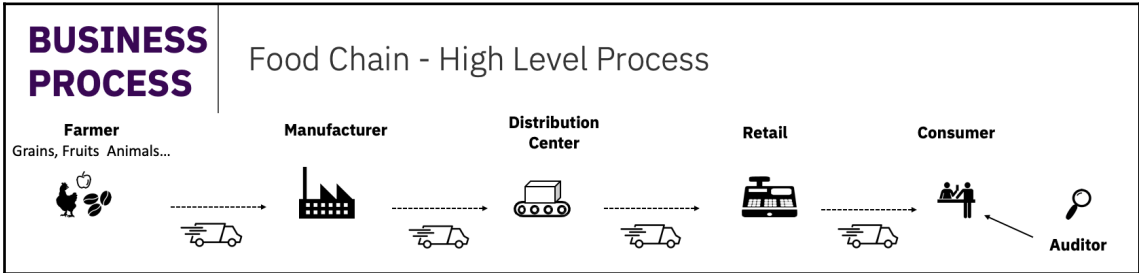 BUSINESS
PROCESS
Food Chain - High Level Process
Farmer
Grains, Fruits Animals...
Manufacturer
Distribution
Center
Retail
Consumer
Auditor